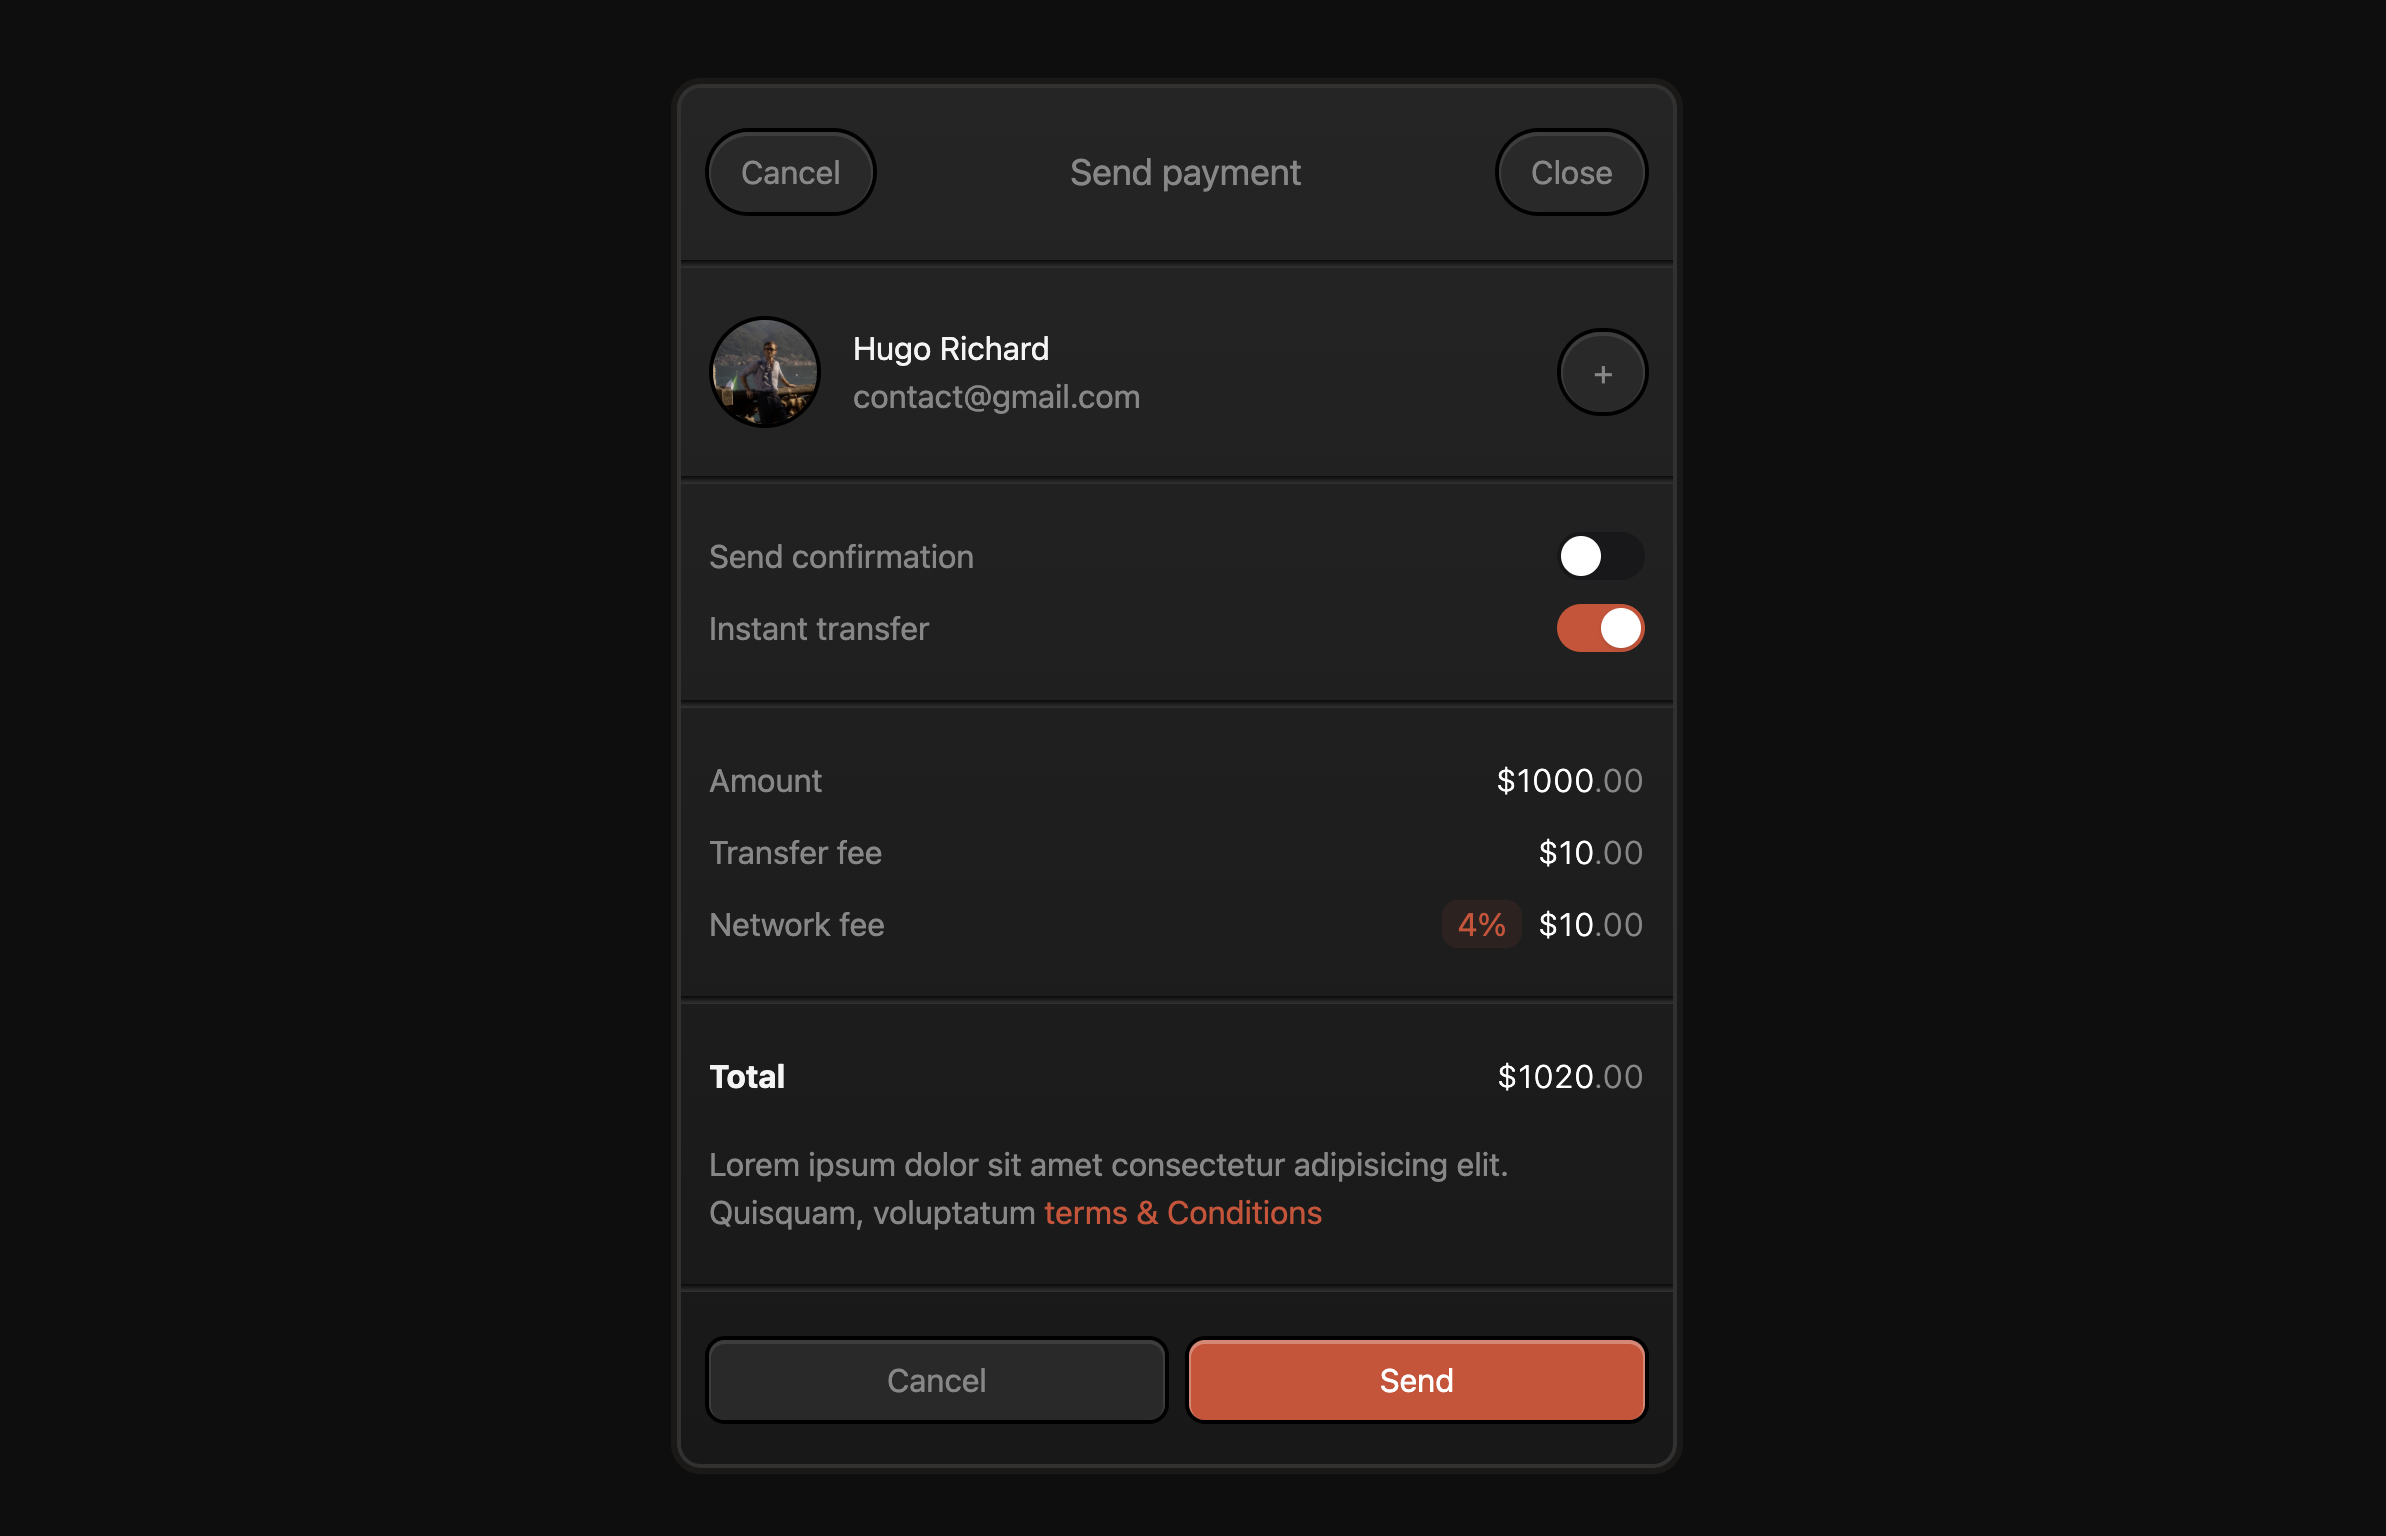 Cancel
Send payment
Close
Hugo Richard
contact@gmail.com
+
Send confirmation
Instant transfer
Amount
$1000.00
Transfer fee
$10.00
Network fee
4%
$10.00
Total
$1020.00
Lorem ipsum dolor sit amet consectetur adipisicing elit.
Quisquam, voluptatum terms & Conditions
Cancel
Send